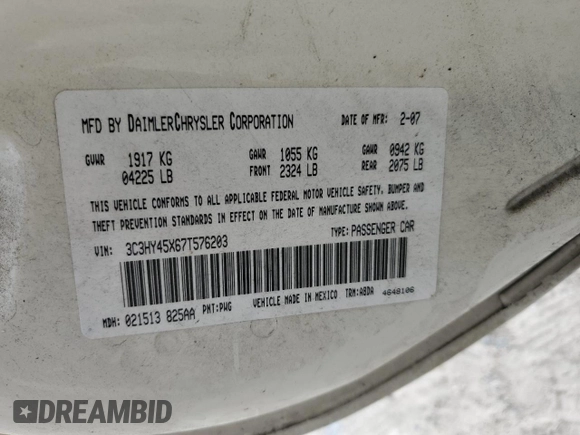 MFD BY DAIMLERCHRYSLER CORPORATION DATE OF MFR: 2-07
GVWR 1917 KG GAWR 1055 KG GAWR 0942 KG
04225 LB FRONT 2324 LB REAR 2075 LB
THIS VEHICLE CONFORMS TO ALL APPLICABLE FEDERAL MOTOR VEHICLE SAFETY, BUMPER AND
THEFT PREVENTION STANDARDS IN EFFECT ON THE DATE OF MANUFACTURE SHOWN ABOVE.
VIN: 3C3HY45X67T576203 TYPE: PASSENGER CAR
MDH: 021513 825AA PNT: PWG VEHICLE MADE IN MEXICO TRM: ABDA 4648106
DREAMBID